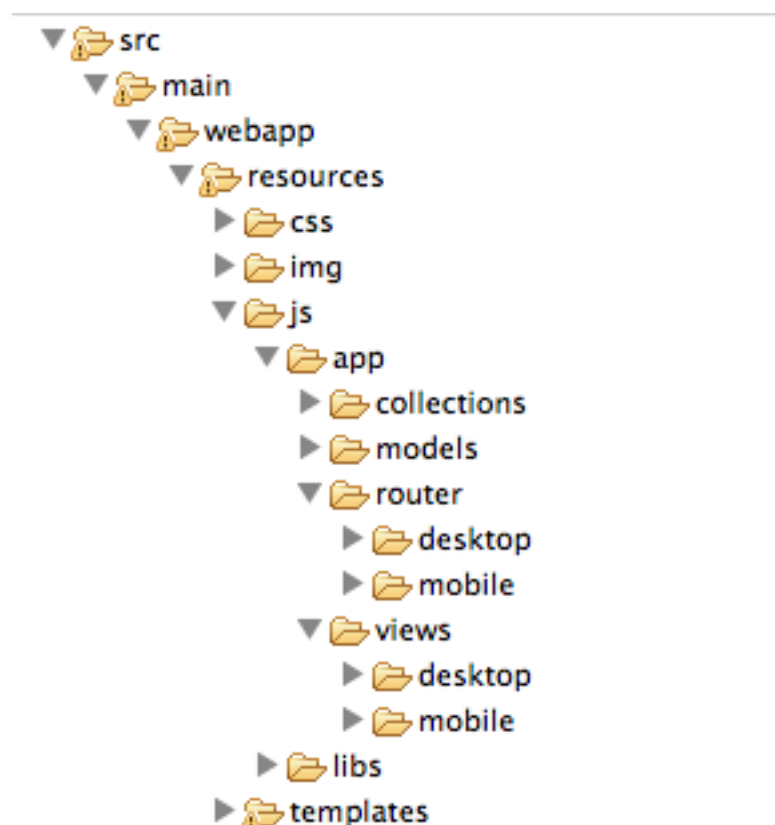 src
main
webapp
resources
css
img
js
app
collections
models
router
desktop
mobile
views
desktop
mobile
libs
templates